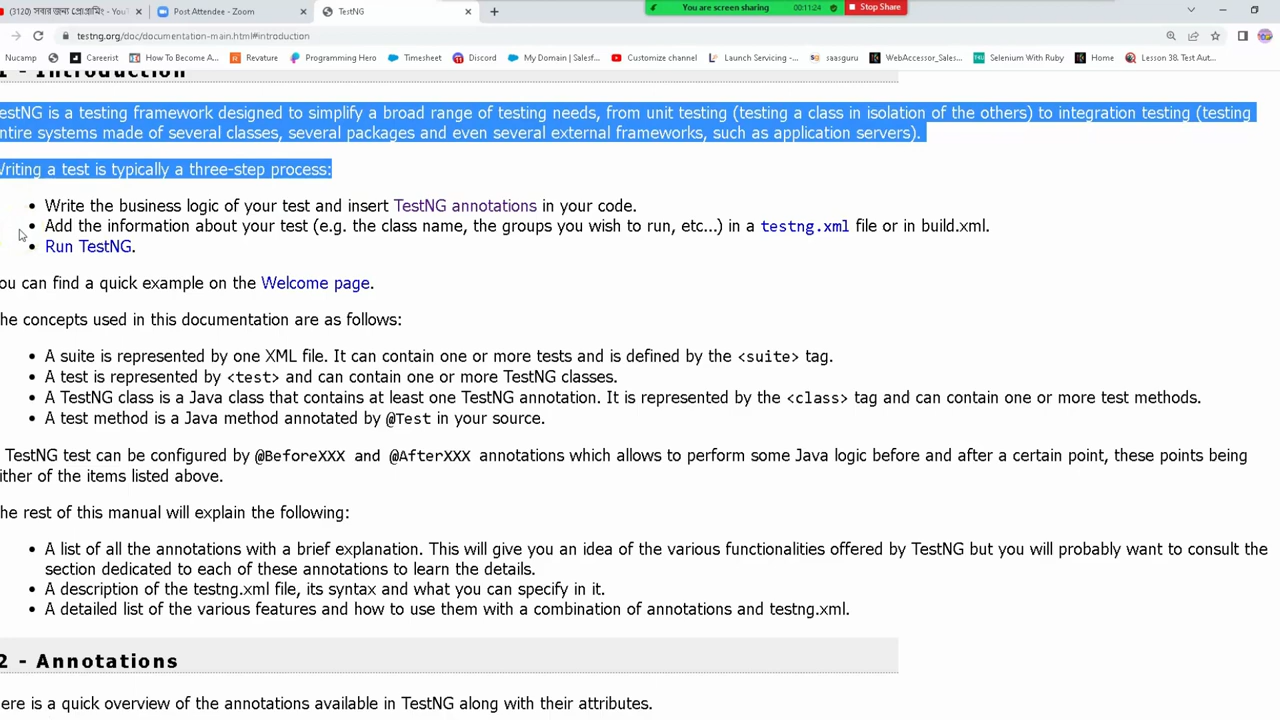 (3120) সবার জন্য প্রোগ্রামিং - You
Post Attendee - Zoom
TestNG
You are screen sharing
00:11:24
Stop Share
testng.org/doc/documentation-main.html#introduction
Nucamp
Careerist
How To Become A...
Revature
Programming Hero
Timesheet
Discord
My Domain | Salesf...
Customize channel
Launch Servicing -...
saasguru
WebAccessor_Sales...
Selenium With Ruby
Home
Lesson 38. Test Aut...
1 - Introduction
estNG is a testing framework designed to simplify a broad range of testing needs, from unit testing (testing a class in isolation of the others) to integration testing (testing
ntire systems made of several classes, several packages and even several external frameworks, such as application servers).
Writing a test is typically a three-step process:
Write the business logic of your test and insert TestNG annotations in your code.
Add the information about your test (e.g. the class name, the groups you wish to run, etc...) in a testng.xml file or in build.xml.
Run TestNG.
ou can find a quick example on the Welcome page.
he concepts used in this documentation are as follows:
A suite is represented by one XML file. It can contain one or more tests and is defined by the <suite> tag.
A test is represented by <test> and can contain one or more TestNG classes.
A TestNG class is a Java class that contains at least one TestNG annotation. It is represented by the <class> tag and can contain one or more test methods.
A test method is a Java method annotated by @Test in your source.
TestNG test can be configured by @BeforeXXX and @AfterXXX annotations which allows to perform some Java logic before and after a certain point, these points being
ither of the items listed above.
he rest of this manual will explain the following:
A list of all the annotations with a brief explanation. This will give you an idea of the various functionalities offered by TestNG but you will probably want to consult the
section dedicated to each of these annotations to learn the details.
A description of the testng.xml file, its syntax and what you can specify in it.
A detailed list of the various features and how to use them with a combination of annotations and testng.xml.
2 - Annotations
ere is a quick overview of the annotations available in TestNG along with their attributes.